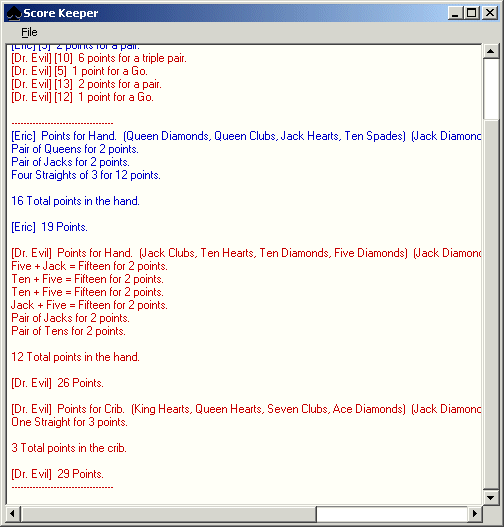 Score Keeper
File
[Eric] [5]  2 points for a pair.
[Dr. Evil] [10]  6 points for a triple pair.
[Dr. Evil] [5]  1 point for a Go.
[Dr. Evil] [13]  2 points for a pair.
[Dr. Evil] [12]  1 point for a Go.
----------------------------------
[Eric]  Points for Hand.  (Queen Diamonds, Queen Clubs, Jack Hearts, Ten Spades)  (Jack Diamond
Pair of Queens for 2 points.
Pair of Jacks for 2 points.
Four Straights of 3 for 12 points.
16 Total points in the hand.
[Eric]  19 Points.
[Dr. Evil]  Points for Hand.  (Jack Clubs, Ten Hearts, Ten Diamonds, Five Diamonds)  (Jack Diamond
Five + Jack = Fifteen for 2 points.
Ten + Five = Fifteen for 2 points.
Ten + Five = Fifteen for 2 points.
Jack + Five = Fifteen for 2 points.
Pair of Jacks for 2 points.
Pair of Tens for 2 points.
12 Total points in the hand.
[Dr. Evil]  26 Points.
[Dr. Evil]  Points for Crib.  (King Hearts, Queen Hearts, Seven Clubs, Ace Diamonds)  (Jack Diamond
One Straight for 3 points.
3 Total points in the crib.
[Dr. Evil]  29 Points.
----------------------------------